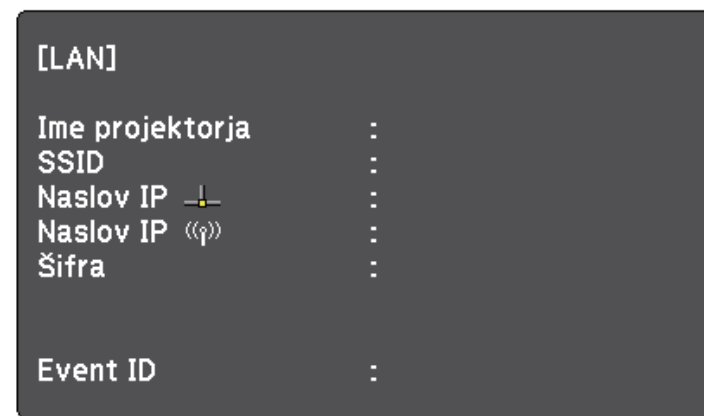 [LAN]
Ime projektorja :
SSID :
Naslov IP :
Naslov IP :
Šifra :
Event ID :